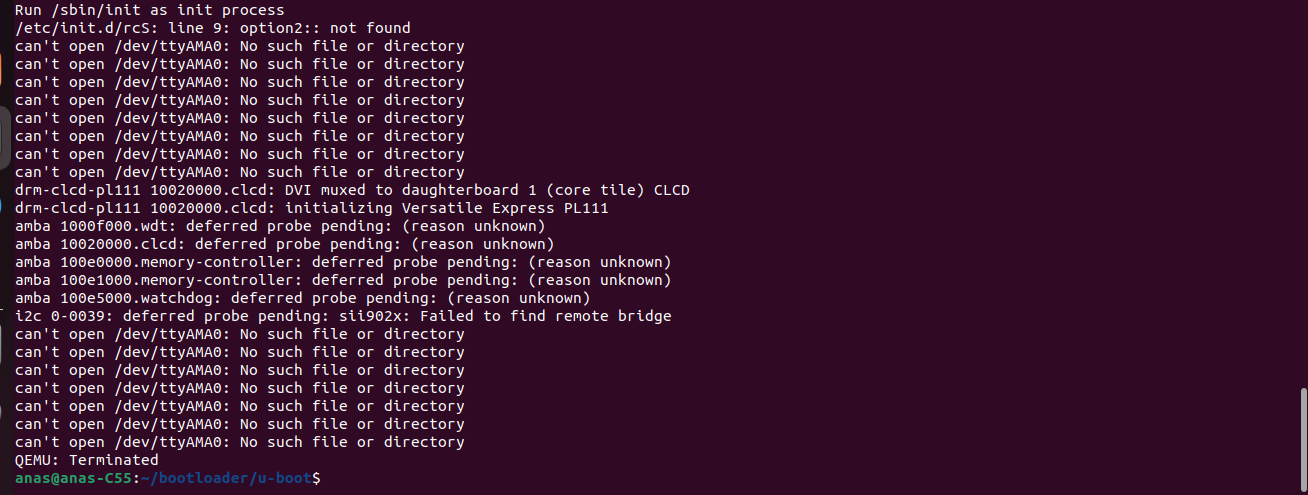 Run /sbin/init as init process
/etc/init.d/rcS: line 9: option2:: not found
can't open /dev/ttyAMA0: No such file or directory
can't open /dev/ttyAMA0: No such file or directory
can't open /dev/ttyAMA0: No such file or directory
can't open /dev/ttyAMA0: No such file or directory
can't open /dev/ttyAMA0: No such file or directory
can't open /dev/ttyAMA0: No such file or directory
can't open /dev/ttyAMA0: No such file or directory
can't open /dev/ttyAMA0: No such file or directory
drm-clcd-pl111 10020000.clcd: DVI muxed to daughterboard 1 (core tile) CLCD
drm-clcd-pl111 10020000.clcd: initializing Versatile Express PL111
amba 1000f000.wdt: deferred probe pending: (reason unknown)
amba 10020000.clcd: deferred probe pending: (reason unknown)
amba 100e0000.memory-controller: deferred probe pending: (reason unknown)
amba 100e1000.memory-controller: deferred probe pending: (reason unknown)
amba 100e5000.watchdog: deferred probe pending: (reason unknown)
i2c 0-0039: deferred probe pending: sii902x: Failed to find remote bridge
can't open /dev/ttyAMA0: No such file or directory
can't open /dev/ttyAMA0: No such file or directory
can't open /dev/ttyAMA0: No such file or directory
can't open /dev/ttyAMA0: No such file or directory
can't open /dev/ttyAMA0: No such file or directory
can't open /dev/ttyAMA0: No such file or directory
can't open /dev/ttyAMA0: No such file or directory
QEMU: Terminated
anas@anas-C55:~/bootloader/u-boot$